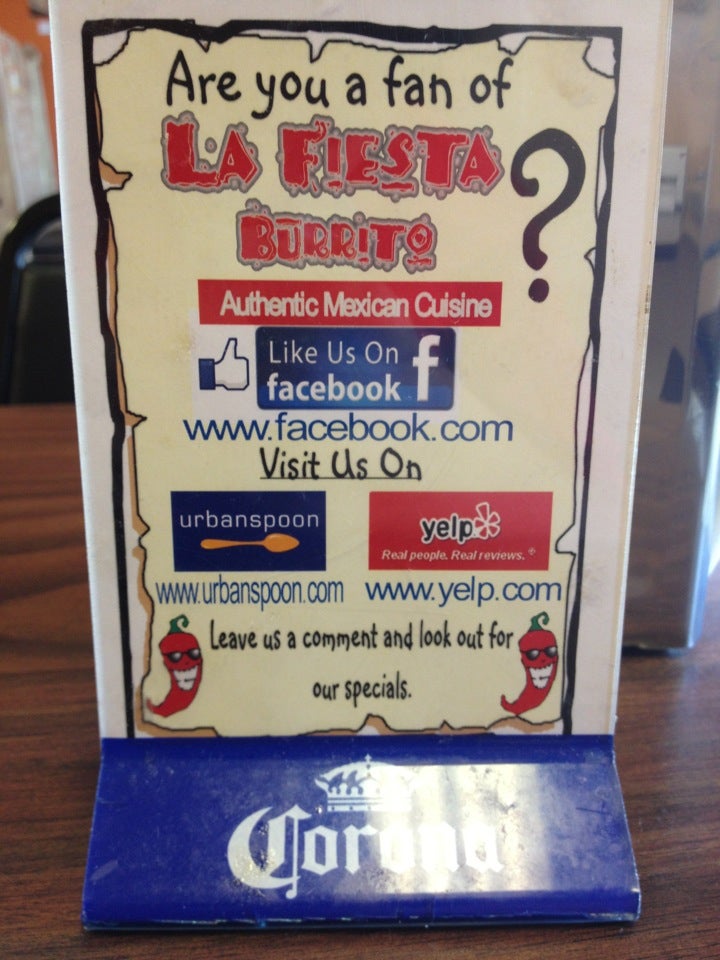 Are you a fan of
LA FIESTA
BURRITO
?
Authentic Mexican Cuisine
Like Us On
facebook f
www.facebook.com
Visit Us On
urbanspoon
yelp
Real people. Real reviews.®
www.urbanspoon.com www.yelp.com
Leave us a comment and look out for
our specials.
Corona